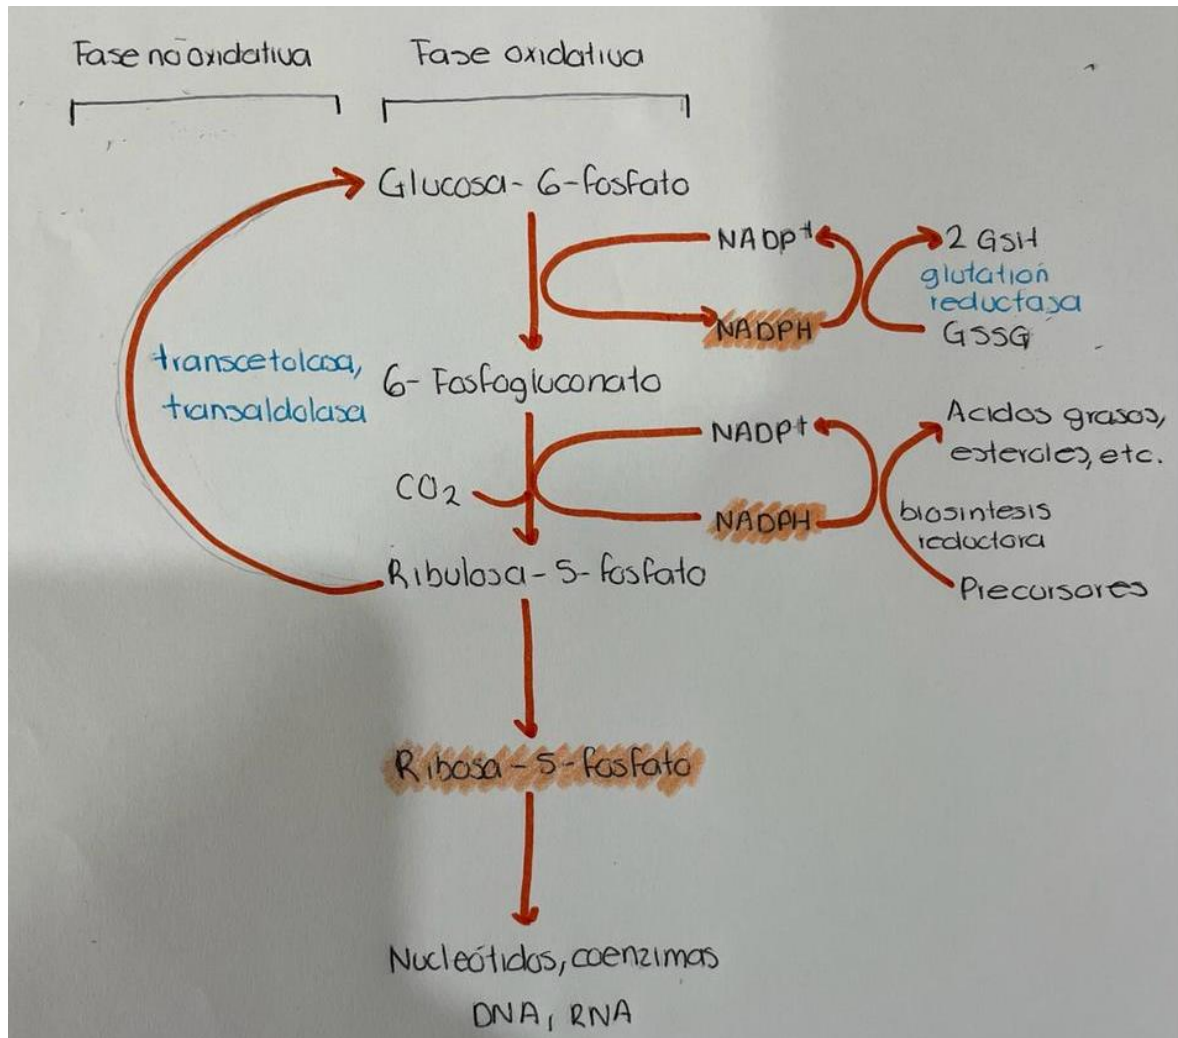 Fase no oxidativa
Fase oxidativa
Glucosa-6-fosfato
NADP+
2 GSH
glutation
reductasa
NADPH
GSSG
transcetolasa,
transaldolasa
6-Fosfogluconato
NADP+
Acidos grasos,
esteroles, etc.
CO2
NADPH
biosintesis
reductora
Ribulosa-5-fosfato
Precursores
Ribosa-5-fosfato
Nucleótidos, coenzimas
DNA, RNA